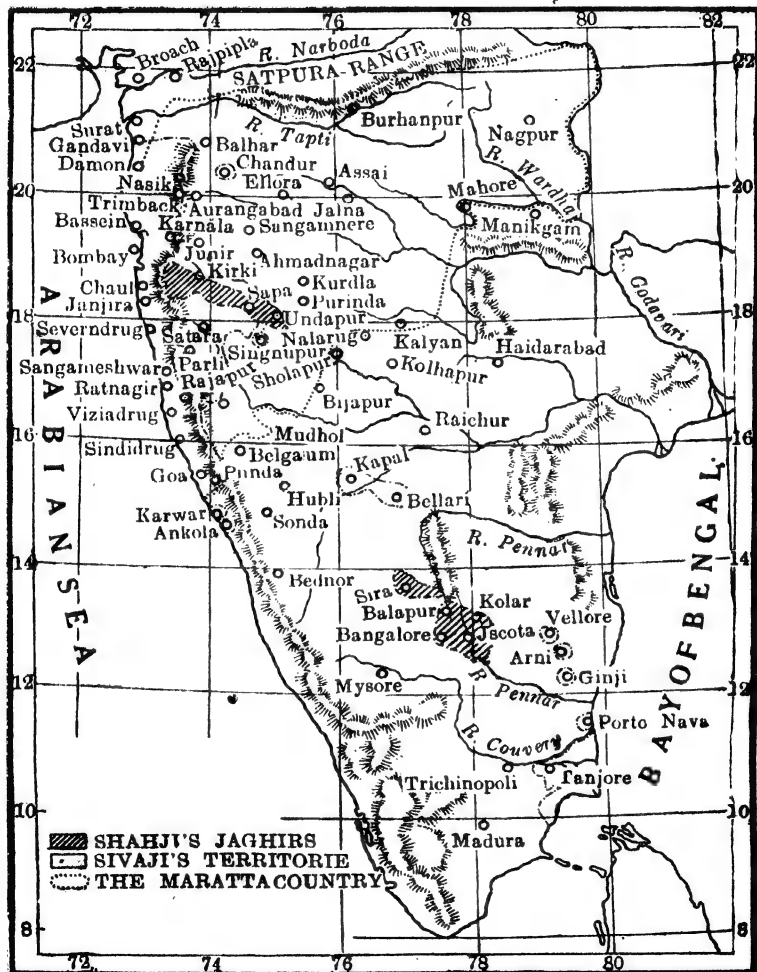 72 74 76 78 80 82
22 22
Broach
Rajpipla
R. Narboda
SATPURA-RANGE
Surat
R. Tapti
Burhanpur
Nagpur
Gandavi
Balhar
R. Wardha
Damon
Chandur
Assai
Nasik
Ellora
20 20
Trimback
Mahore
Aurangabad Jalna
Bassein
Karnala
Sungamnere
Manikgam
Bombay
Junir
Ahmadnagar
R. Godavari
Chaul
Kirki
Kurdla
Janjira
Sapa
Purinda
18 18
Undapur
Severndrug
Satara
Nalarug
Kalyan
Haidarabad
Singnupur
Sangameshwar
Parli
Sholapur
Kolhapur
Ratnagir
Rajapur
Bijapur
Viziadrug
Raichur
16 16
Mudhol
Sindidrug
Belgaum
Kapal
Goa
Punda
Hubli
Bellari
Karwar
Sonda
Ankola
R. Pennar
14 14
Bednor
Sira
Balapur
Kolar
Vellore
Bangalore
Jscota
Arni
Ginji
12 12
Mysore
R. Pennar
Porto Nava
R. Couvery
Trichinopoli
Tanjore
10 10
Madura
8 8
ARABIAN SEA
BAY OF BENGAL.
SHAHJI'S JAGHIRS
SIVAJI'S TERRITORIE
THE MARATTA COUNTRY
72 74 76 78 80